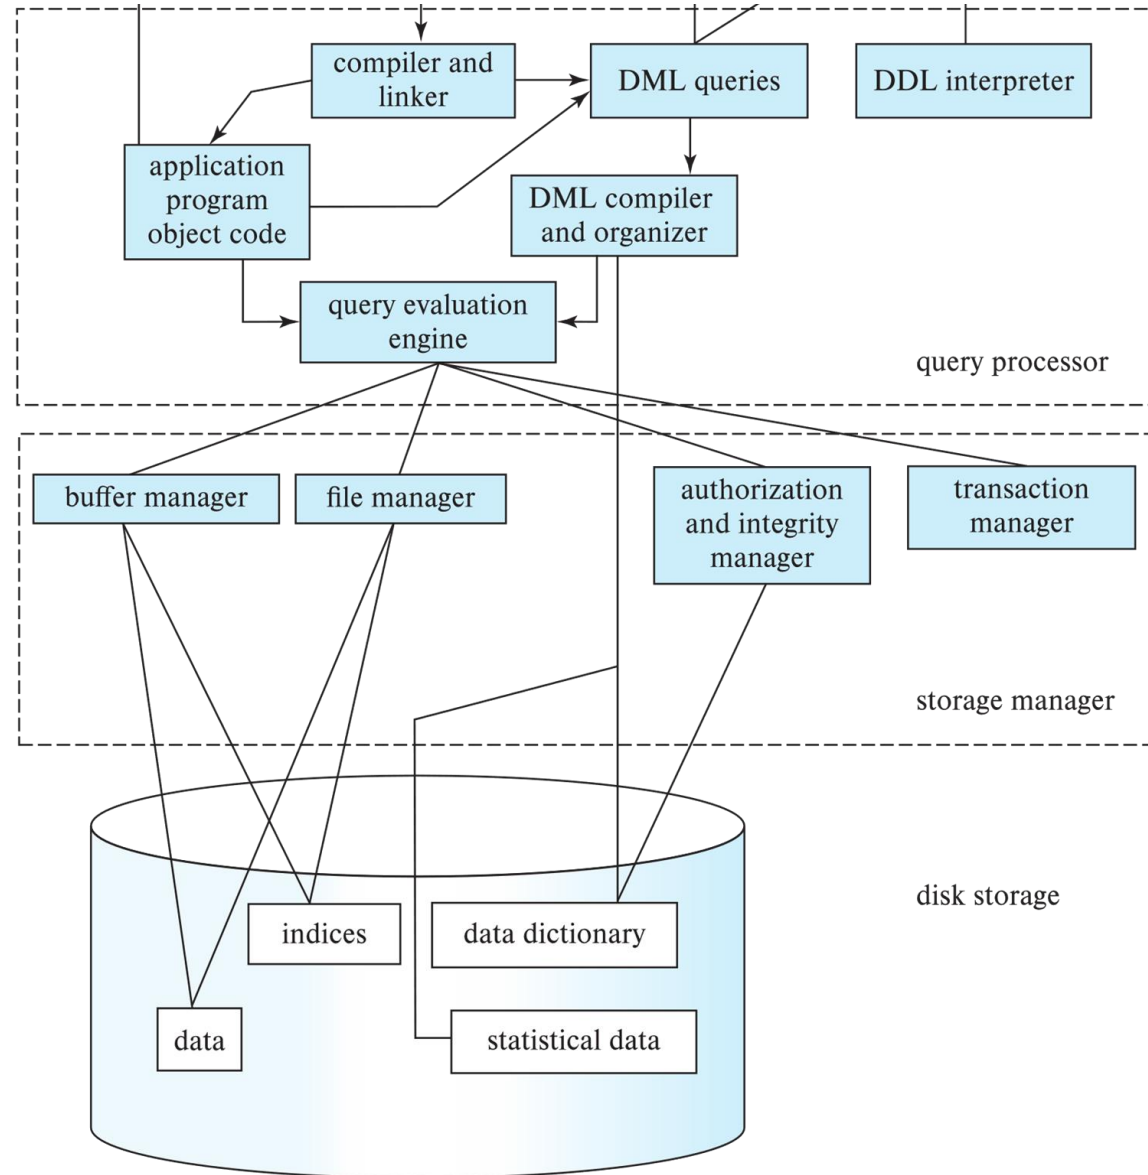 compiler and
linker
DML queries
DDL interpreter
application
program
object code
DML compiler
and organizer
query evaluation
engine
query processor
buffer manager
file manager
authorization
and integrity
manager
transaction
manager
storage manager
disk storage
indices
data dictionary
data
statistical data